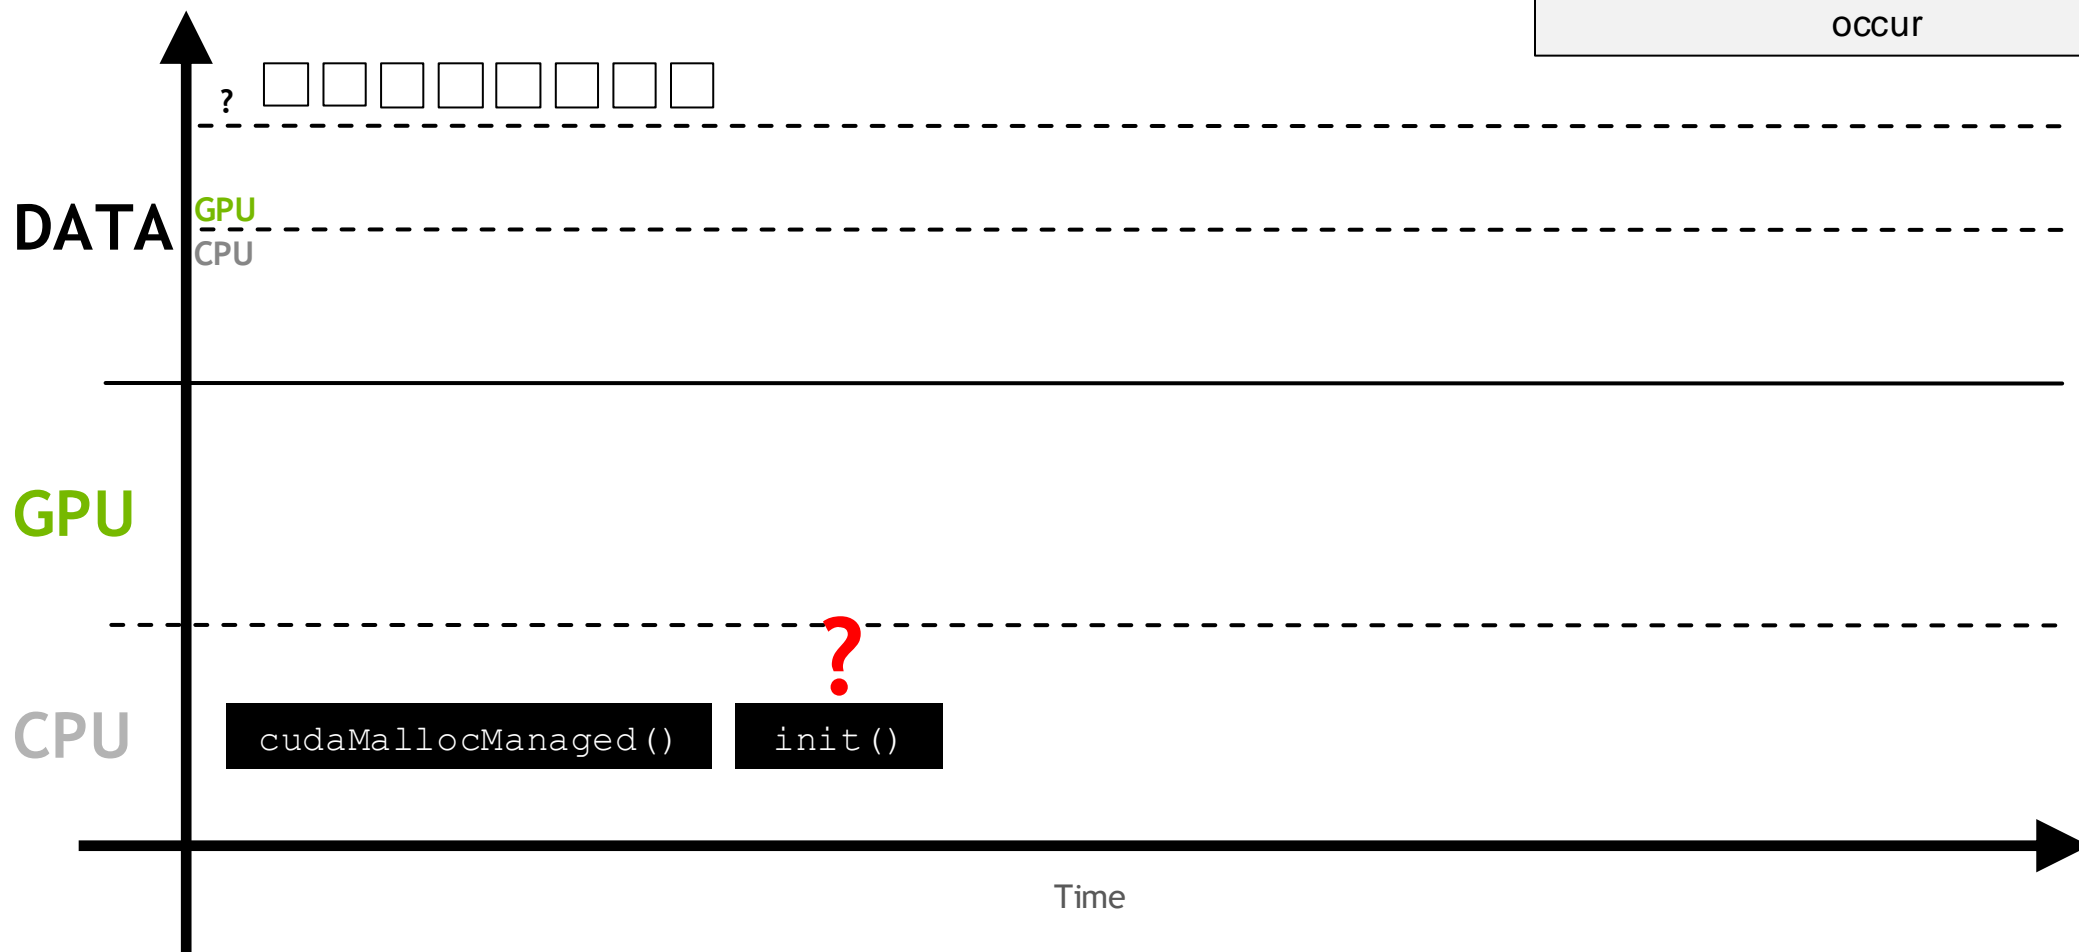 occur
?
DATA
GPU
CPU
GPU
?
CPU
cudaMallocManaged()
init()
Time